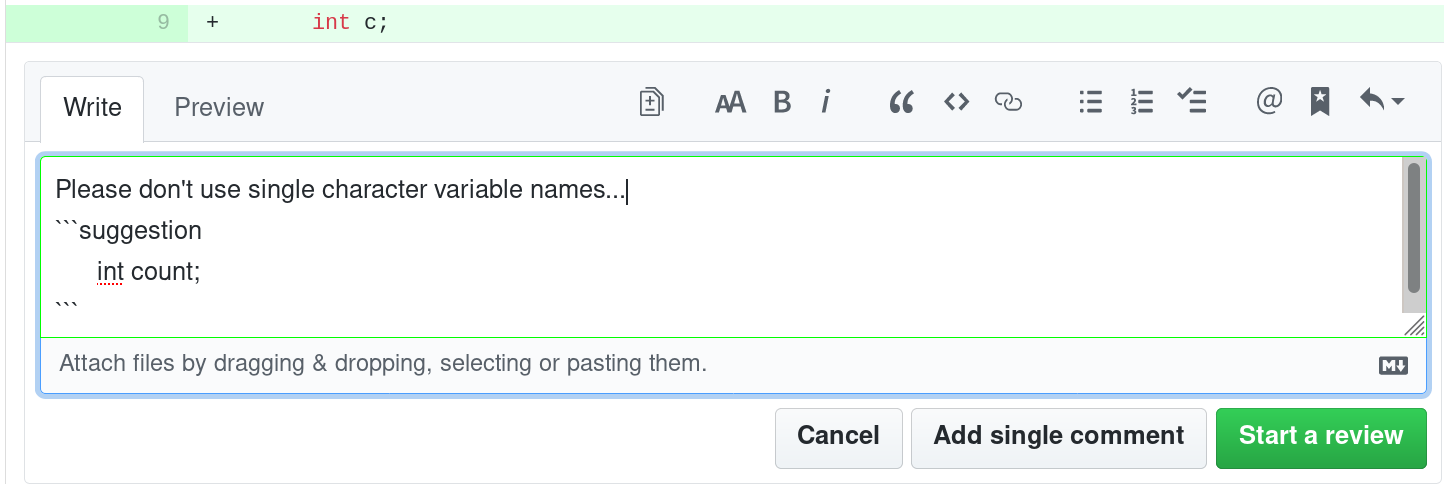 9 + int c;
Write Preview AA B i @
Please don't use single character variable names...
```suggestion
int count;
```
Attach files by dragging & dropping, selecting or pasting them. M
Cancel Add single comment Start a review